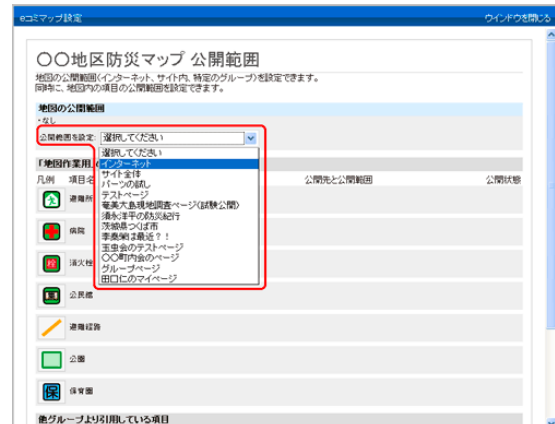 eコミマップ設定
ウインドウを閉じる
〇〇地区防災マップ 公開範囲
地図の公開範囲(インターネット、サイト内、特定のグループ)を設定できます。
同時に、地図内の項目の公開範囲を設定できます。
地図の公開範囲
・なし
公開範囲を設定: 選択してください
選択してください
インターネット
サイト全体
パーツの試し
テストページ
奄美大島現地調査ページ(試験公開)
須永洋平の防災紀行
茨城県つくば市
李泰榮は最近?!
玉虫会のテストページ
〇〇町内会のページ
グループページ
田口仁のマイページ
「地図作業用」
凡例 項目名 公開先と公開範囲 公開状態
避難所
病院
栓 消火栓
公民館
避難経路
公園
保 保育園
他グループより引用している項目